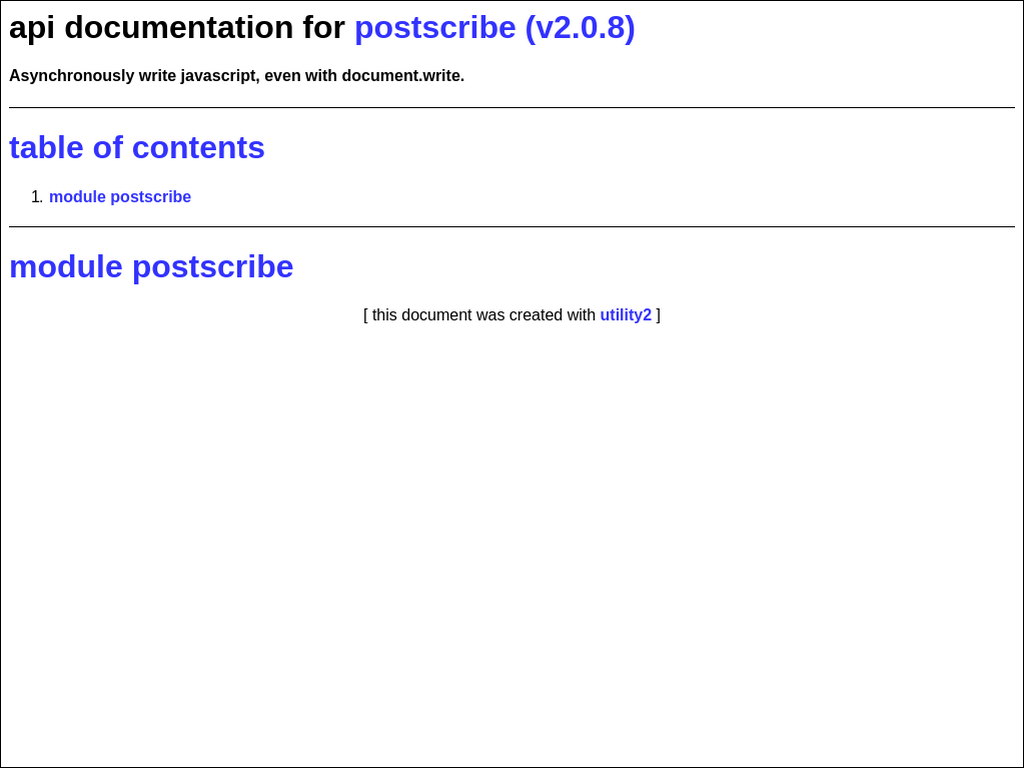 api documentation for postscribe (v2.0.8)
Asynchronously write javascript, even with document.write.
table of contents
1. module postscribe
module postscribe
[ this document was created with utility2 ]